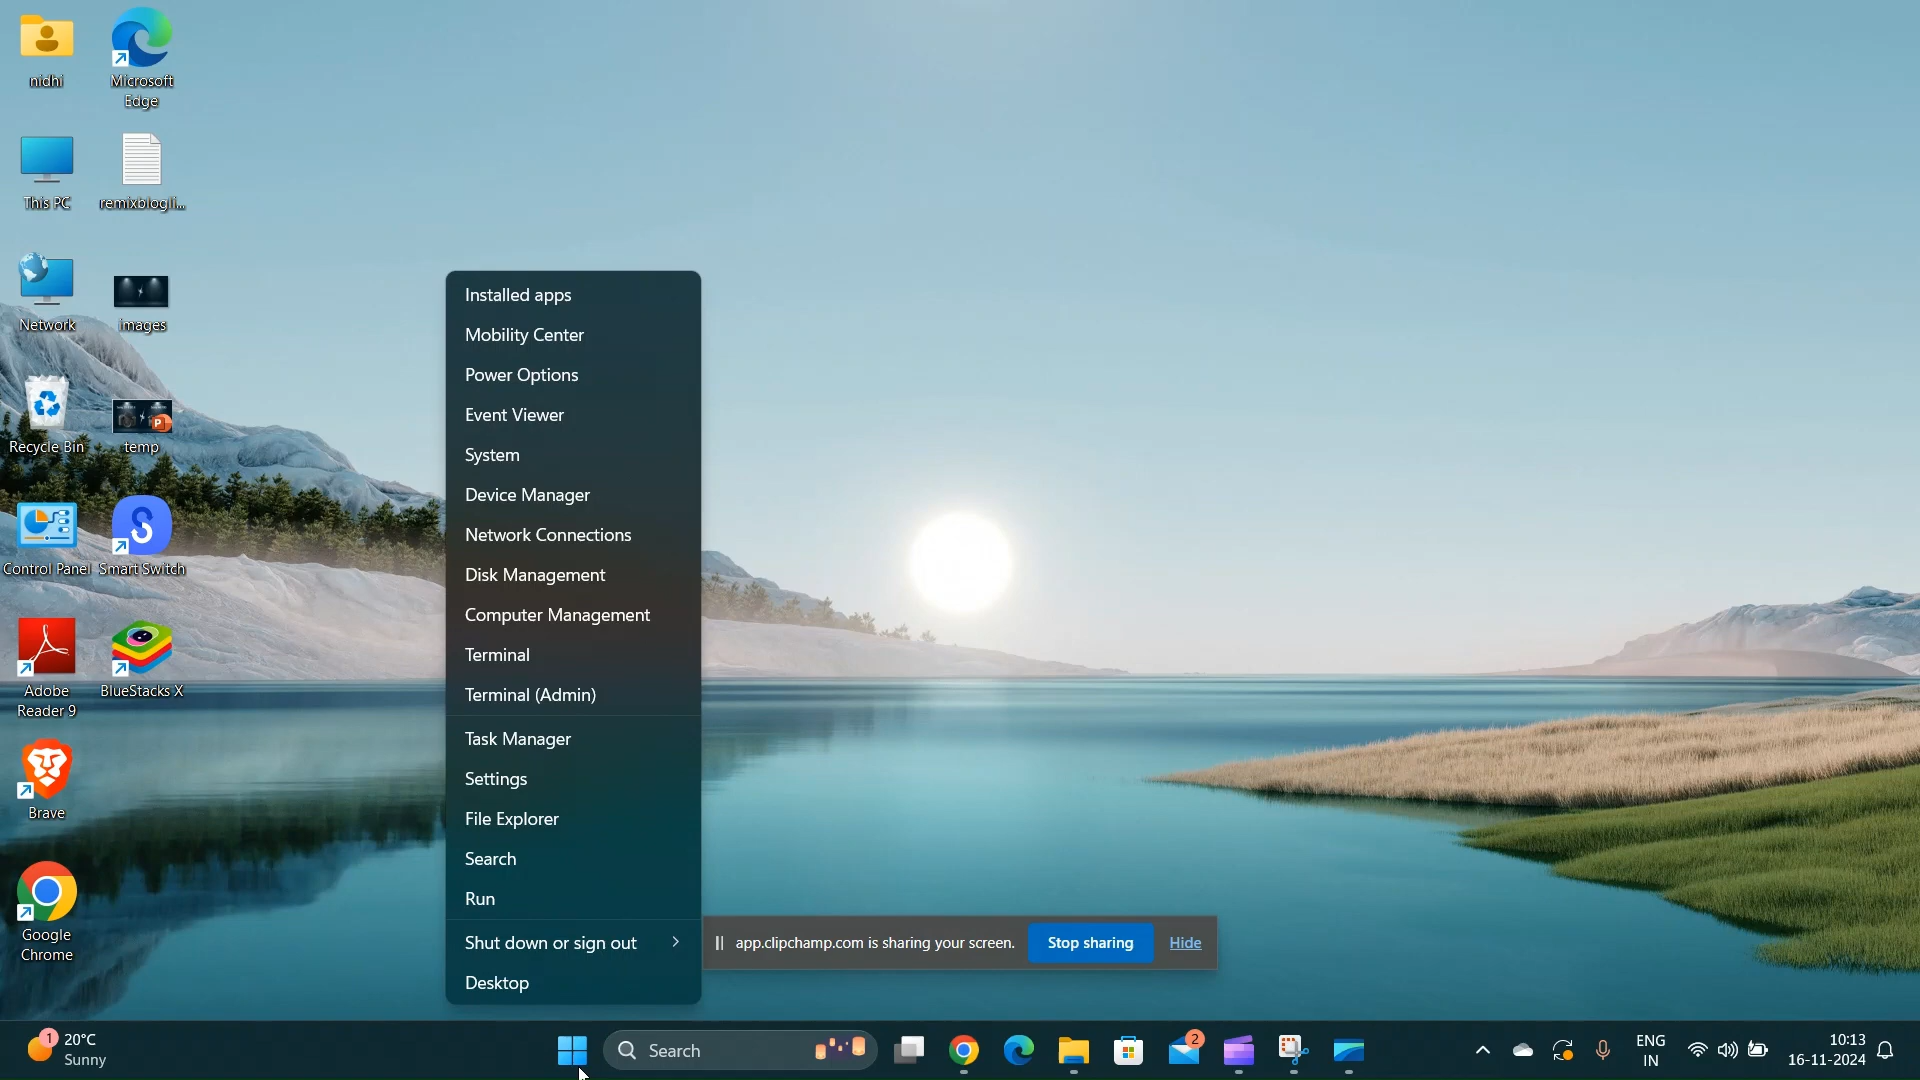 nidhi
Microsoft
Edge
This PC
remixblogli...
Network
images
Recycle Bin
temp
Control Panel
Smart Switch
Adobe
Reader 9
BlueStacks X
Brave
Google
Chrome
Installed apps
Mobility Center
Power Options
Event Viewer
System
Device Manager
Network Connections
Disk Management
Computer Management
Terminal
Terminal (Admin)
Task Manager
Settings
File Explorer
Search
Run
Shut down or sign out
Desktop
app.clipchamp.com is sharing your screen.
Stop sharing
Hide
1
20°C
Sunny
Search
2
ENG
IN
10:13
16-11-2024